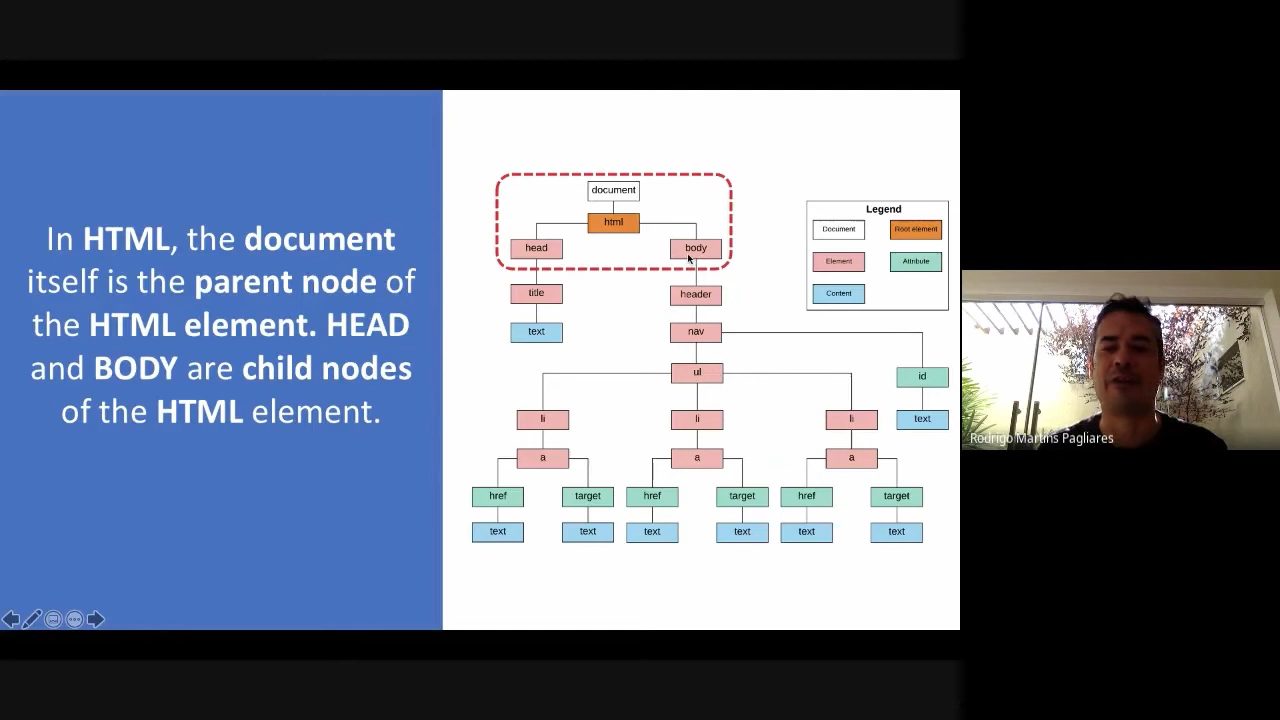 In HTML, the document
itself is the parent node of
the HTML element. HEAD
and BODY are child nodes
of the HTML element.
document
html
head
body
title
header
text
nav
ul
id
li
li
li
text
a
a
a
href
target
href
target
href
target
text
text
text
text
text
text
Legend
Document
Root element
Element
Attribute
Content
Rodrigo Martins Pagliares